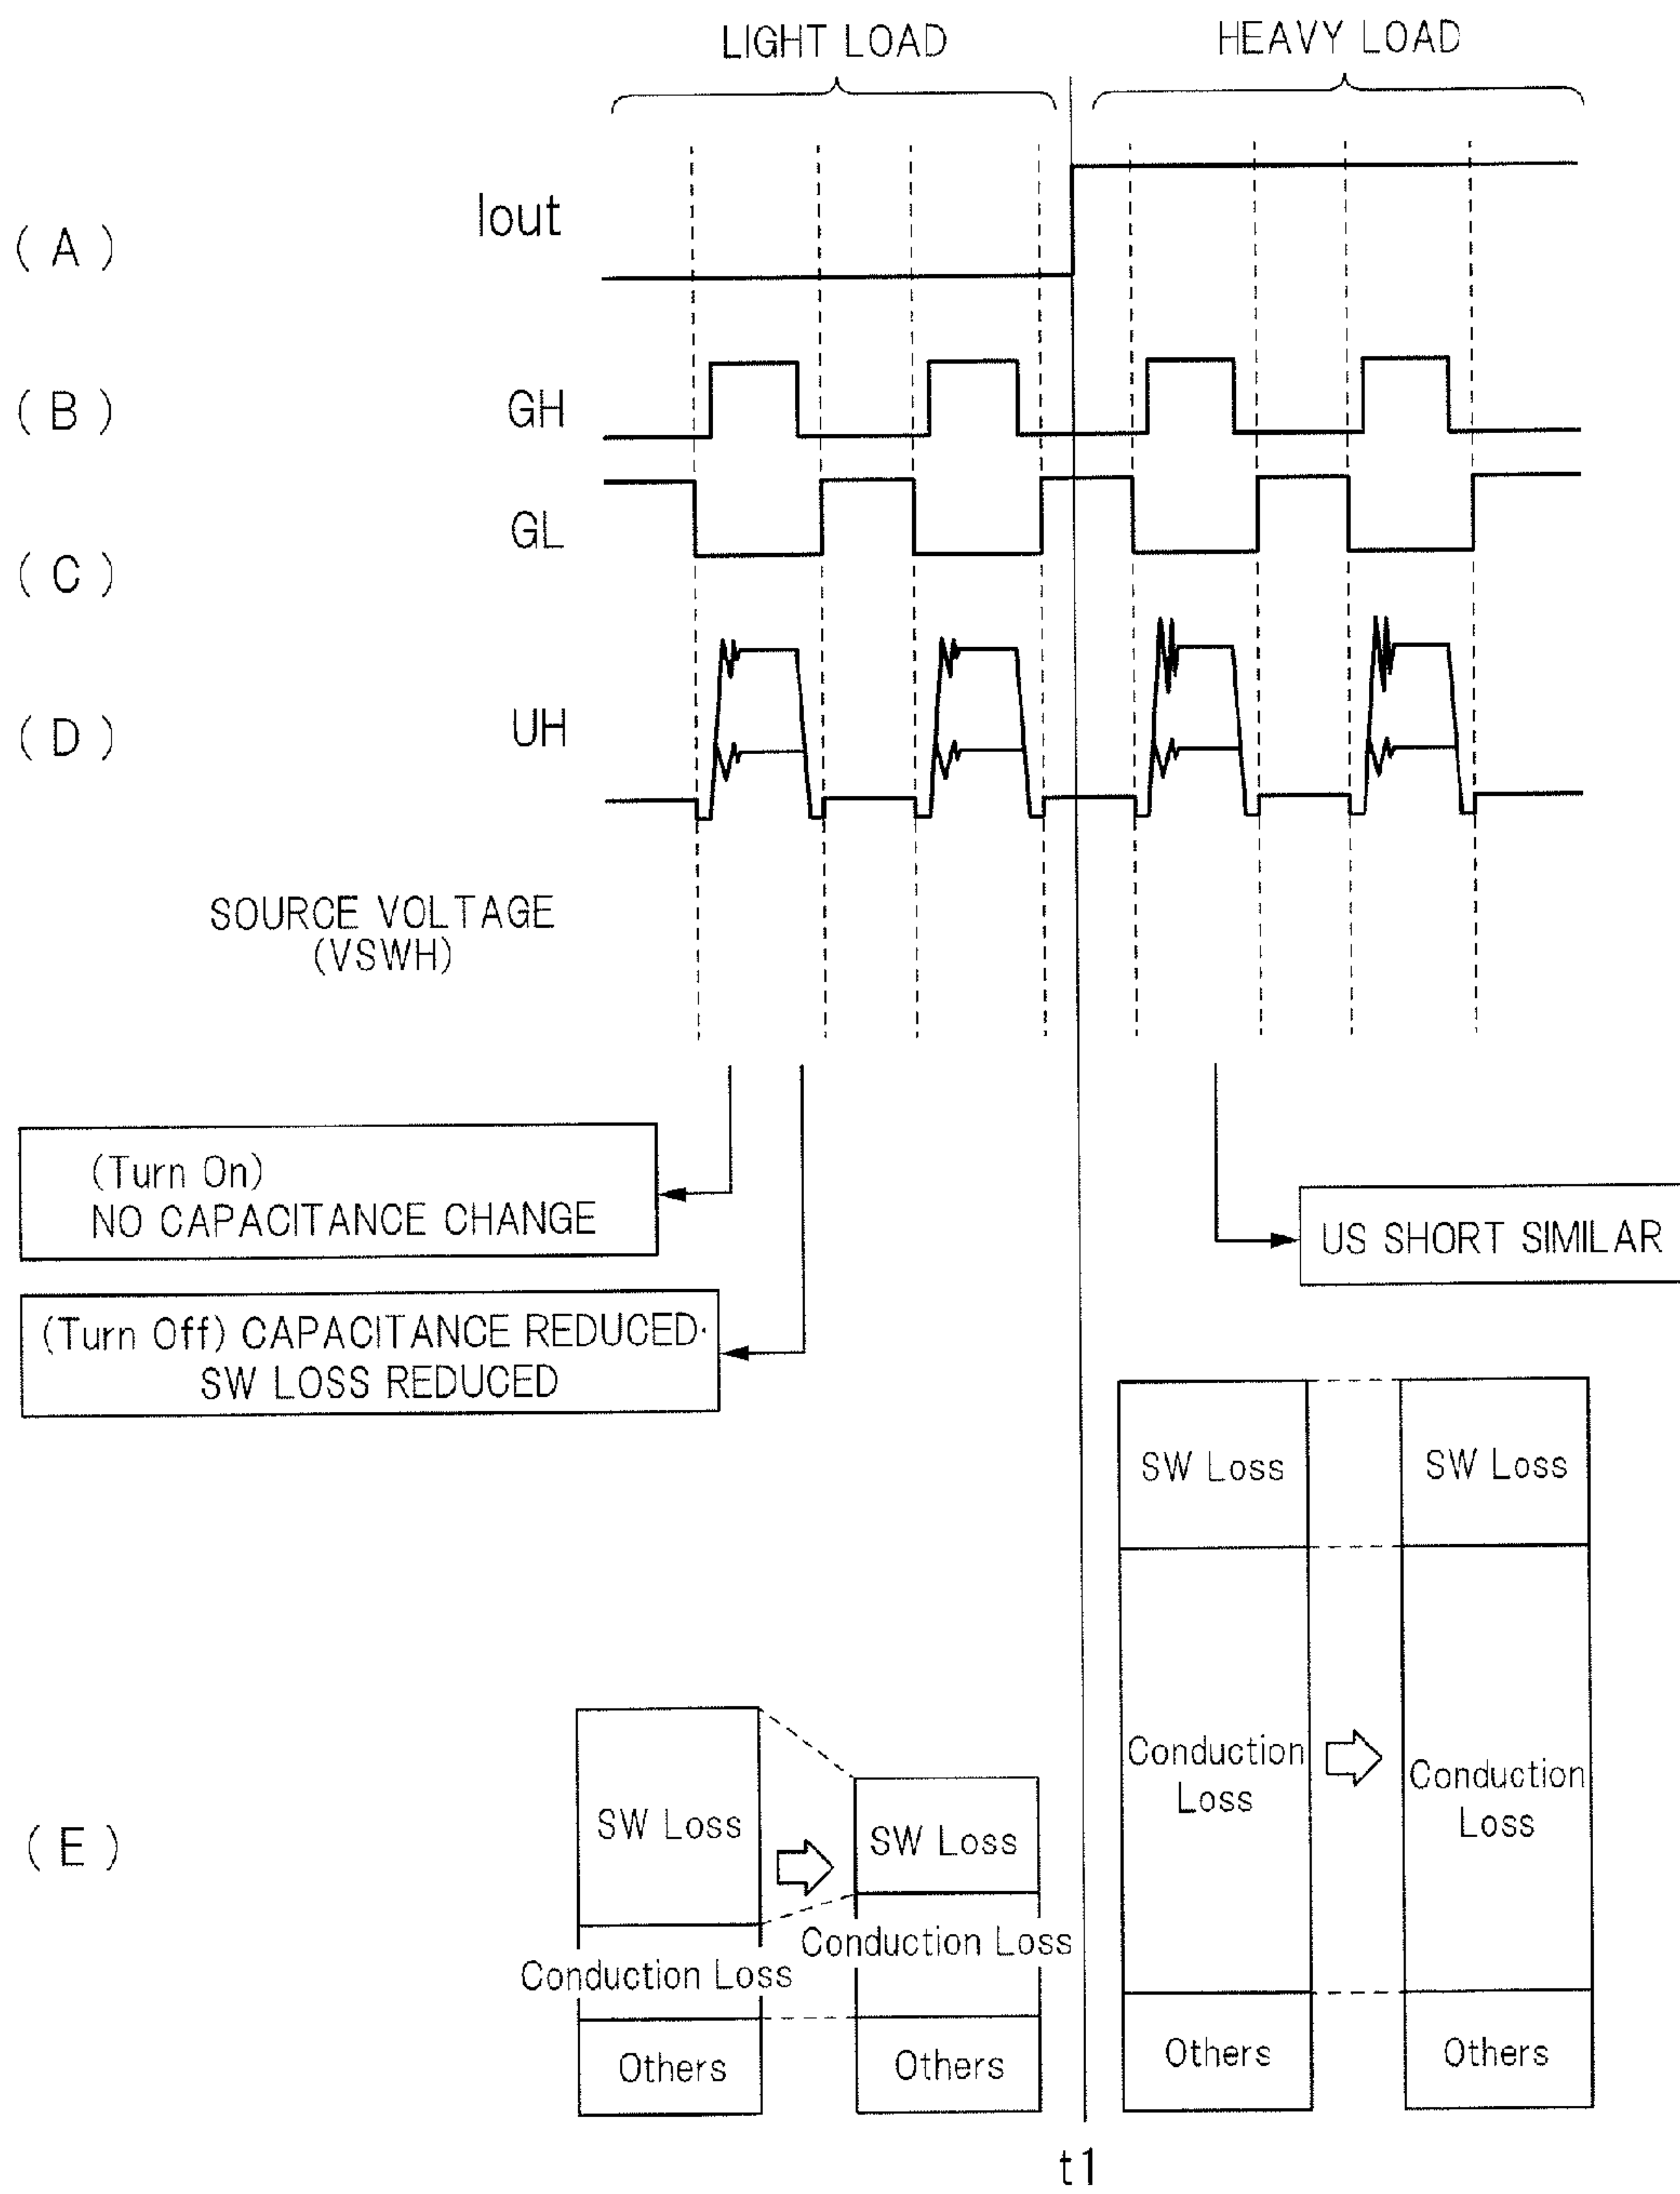 LIGHT LOAD
HEAVY LOAD
( A )
Iout
( B )
GH
( C )
GL
( D )
UH
SOURCE VOLTAGE
(VSWH)
(Turn On)
NO CAPACITANCE CHANGE
US SHORT SIMILAR
(Turn Off) CAPACITANCE REDUCED·
SW LOSS REDUCED
SW Loss
SW Loss
Conduction
Loss
Conduction
Loss
( E )
SW Loss
SW Loss
Conduction Loss
Conduction Loss
Others
Others
Others
Others
t1